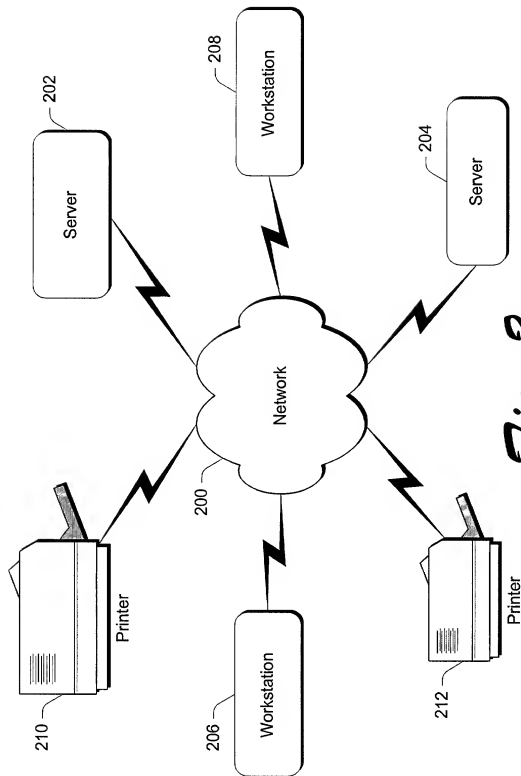 202
Server
208
Workstation
210
Printer
200
Network
206
Workstation
204
Server
212
Printer